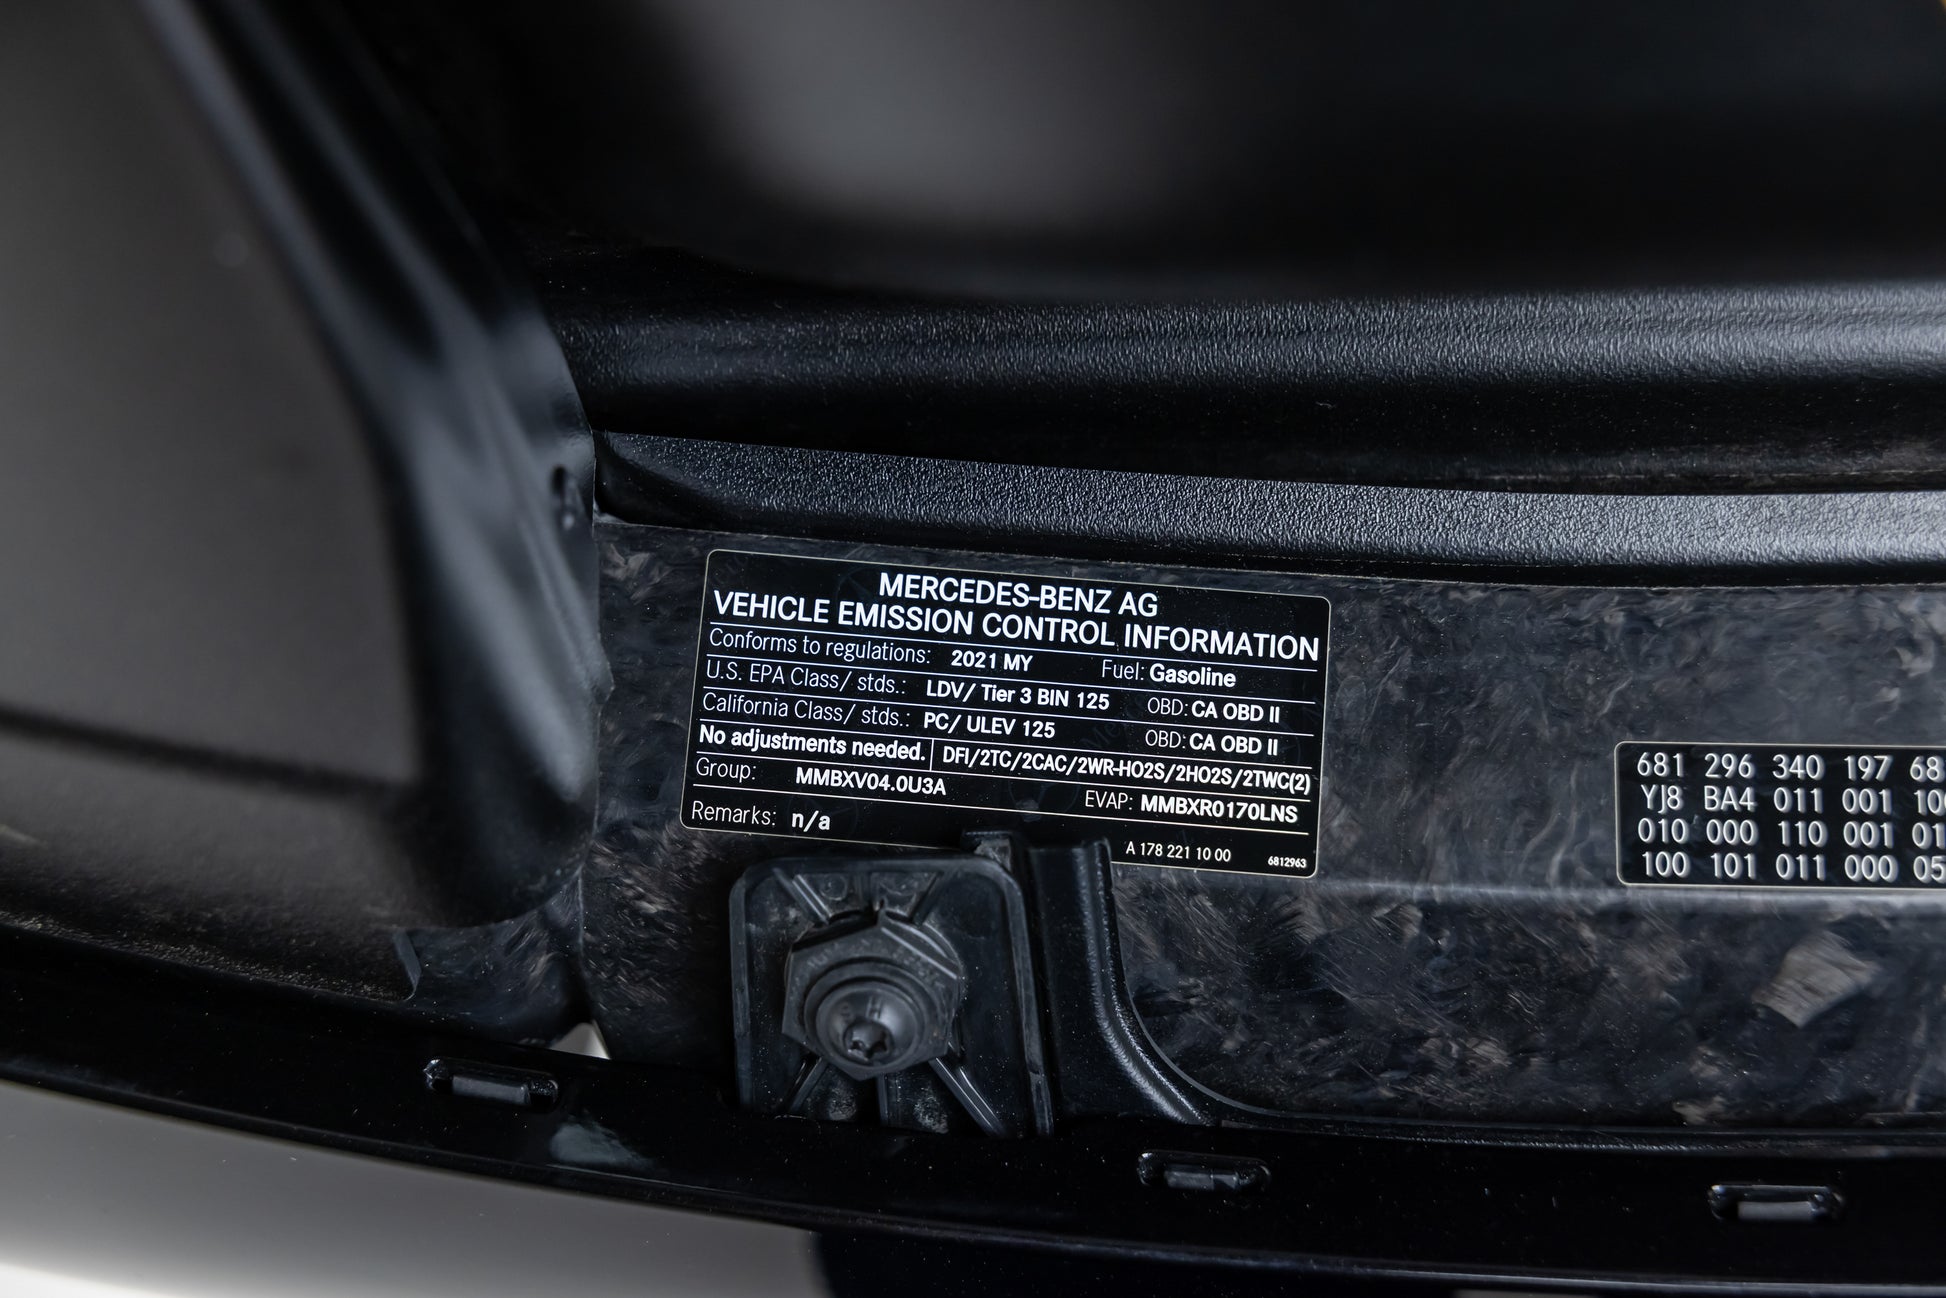 MERCEDES-BENZ AG
VEHICLE EMISSION CONTROL INFORMATION
Conforms to regulations: 2021 MY Fuel: Gasoline
U.S. EPA Class/ stds.: LDV/ Tier 3 BIN 125 OBD: CA OBD II
California Class/ stds.: PC/ ULEV 125 OBD: CA OBD II
No adjustments needed. DFI/2TC/2CAC/2WR-HO2S/2HO2S/2TWC(2)
Group: MMBXV04.0U3A EVAP: MMBXR0170LNS
Remarks: n/a
A 178 221 10 00 6812963
681 296 340 197
YJ8 BA4 011 001
010 000 110 001
100 101 011 000